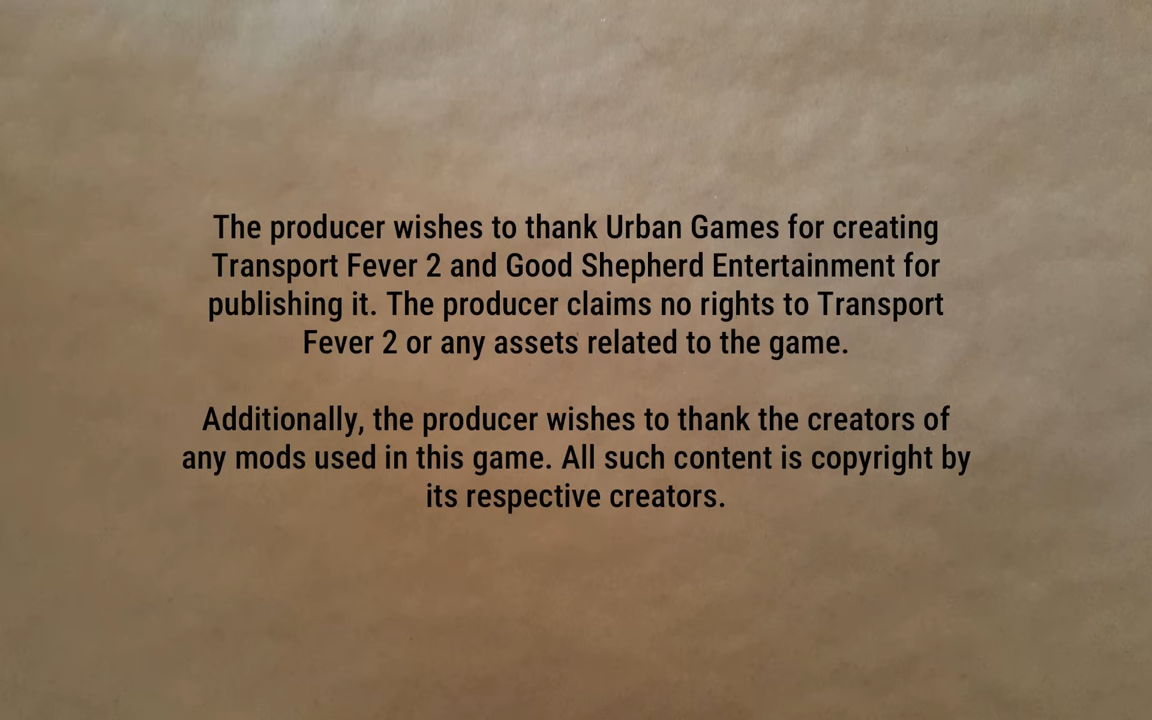 The producer wishes to thank Urban Games for creating
Transport Fever 2 and Good Shepherd Entertainment for
publishing it. The producer claims no rights to Transport
Fever 2 or any assets related to the game.
Additionally, the producer wishes to thank the creators of
any mods used in this game. All such content is copyright by
its respective creators.